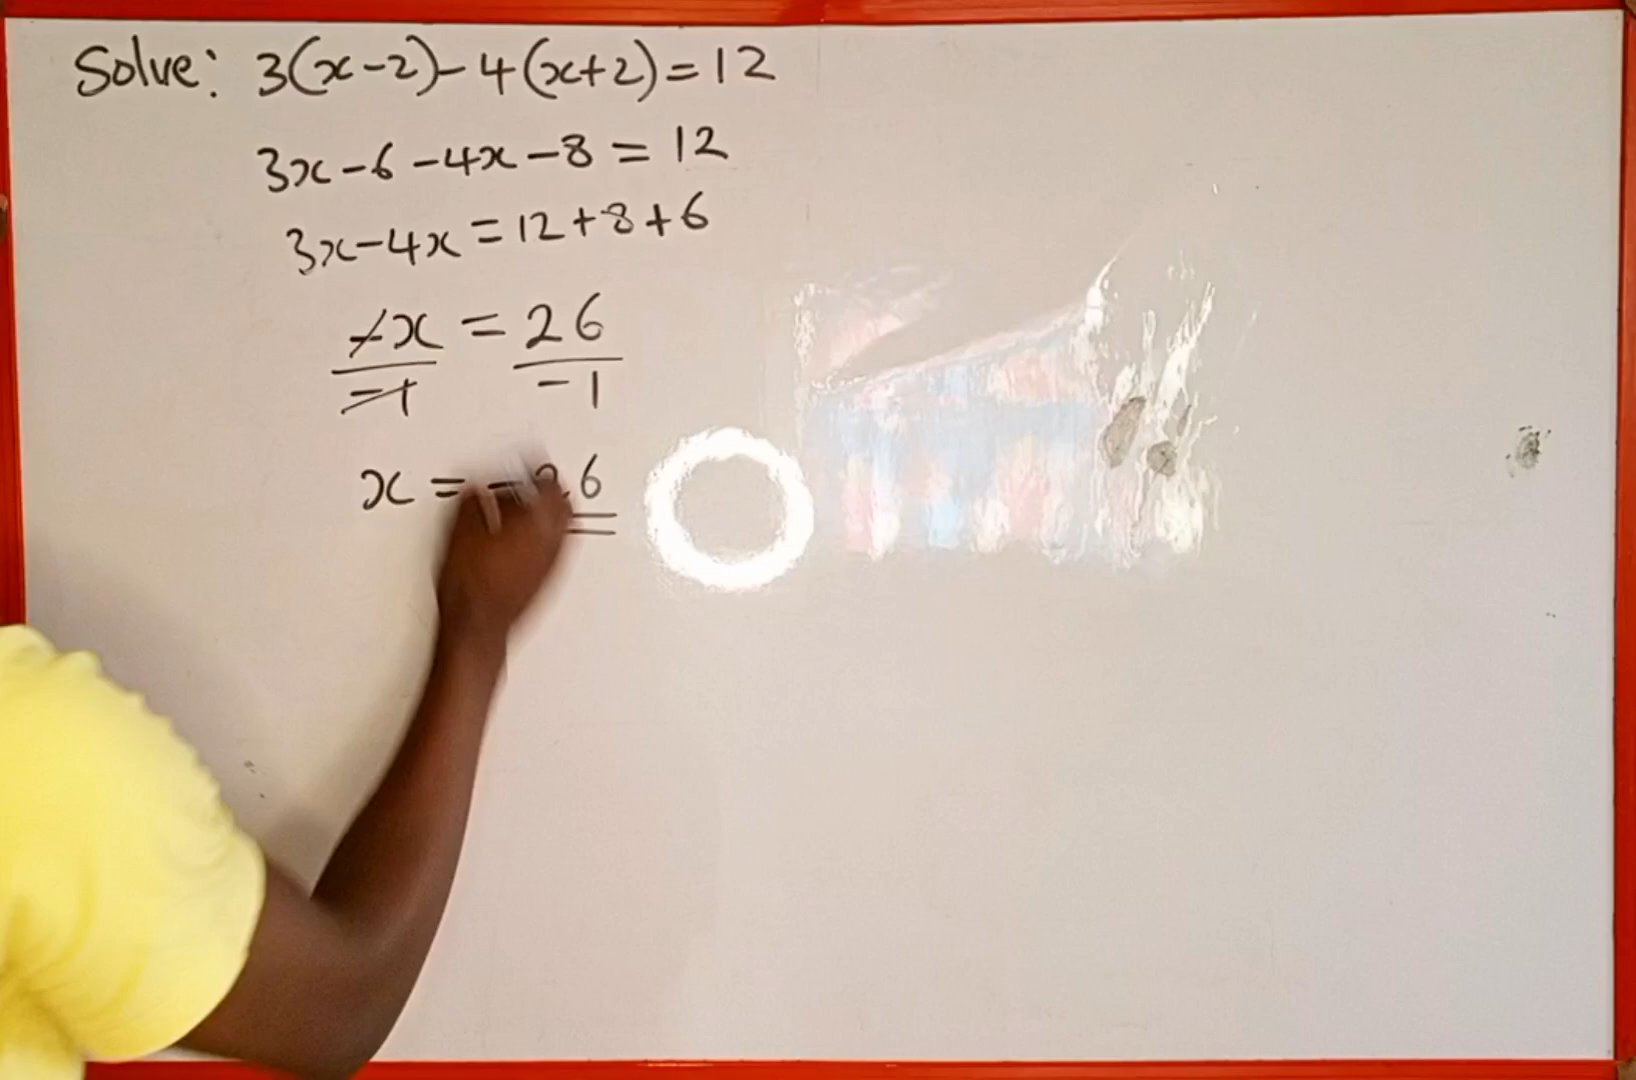 Solve: 3(x-2)-4(x+2)=12
3x-6-4x-8=12
3x-4x=12+8+6
-x/-1 = 26/-1
x=-26